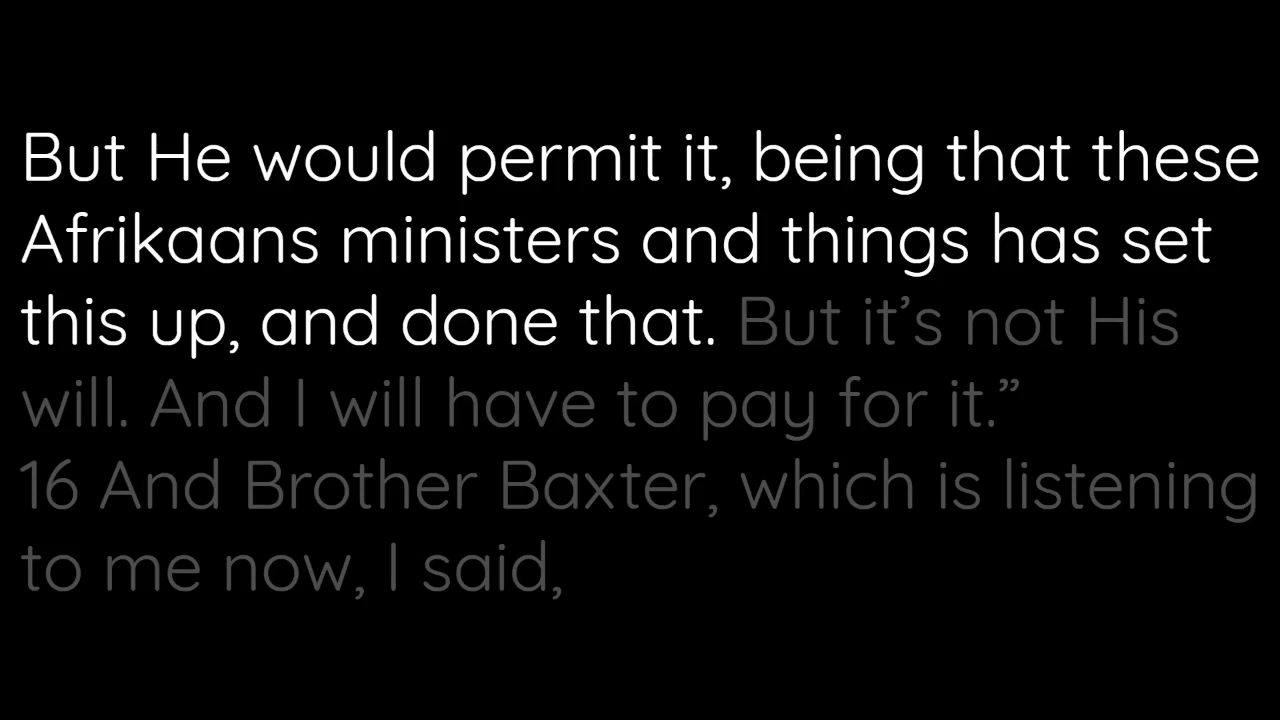 But He would permit it, being that these
Afrikaans ministers and things has set
this up, and done that. But it’s not His
will. And I will have to pay for it.”
16 And Brother Baxter, which is listening
to me now, I said,